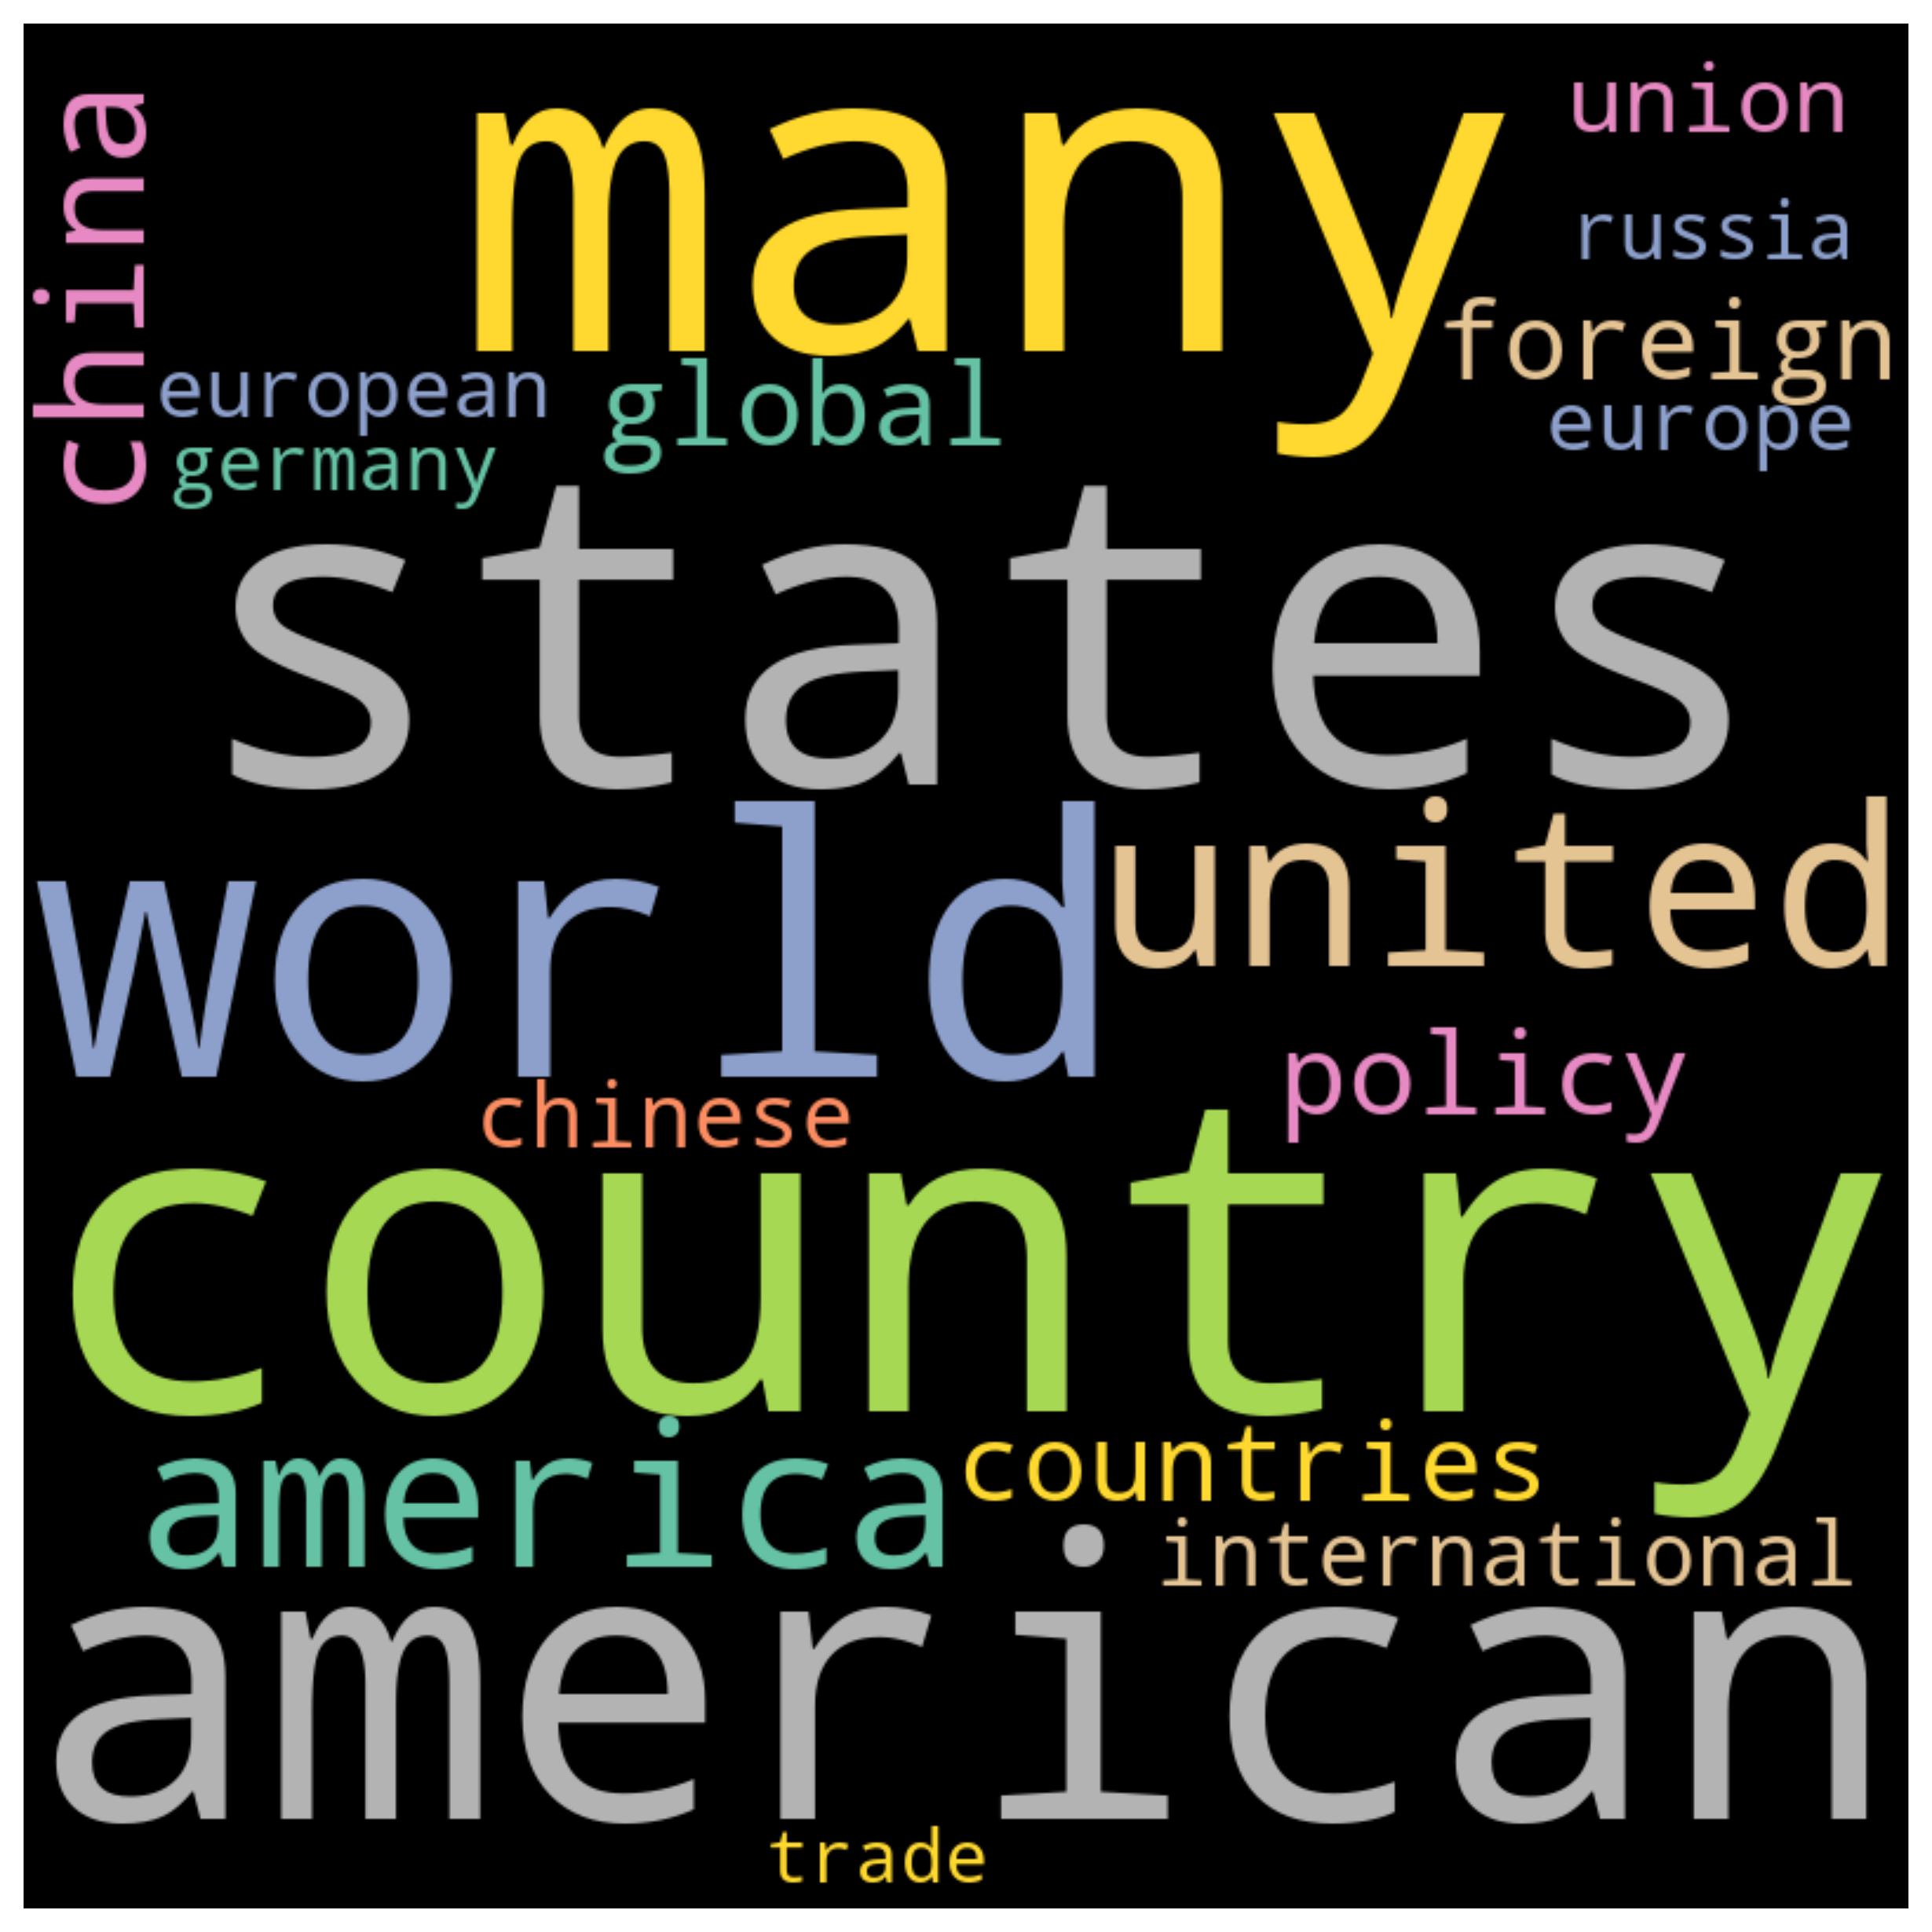 many
union
china
russia
foreign
european
global
europe
germany
states
world
united
policy
chinese
country
america
countries
international
american
trade